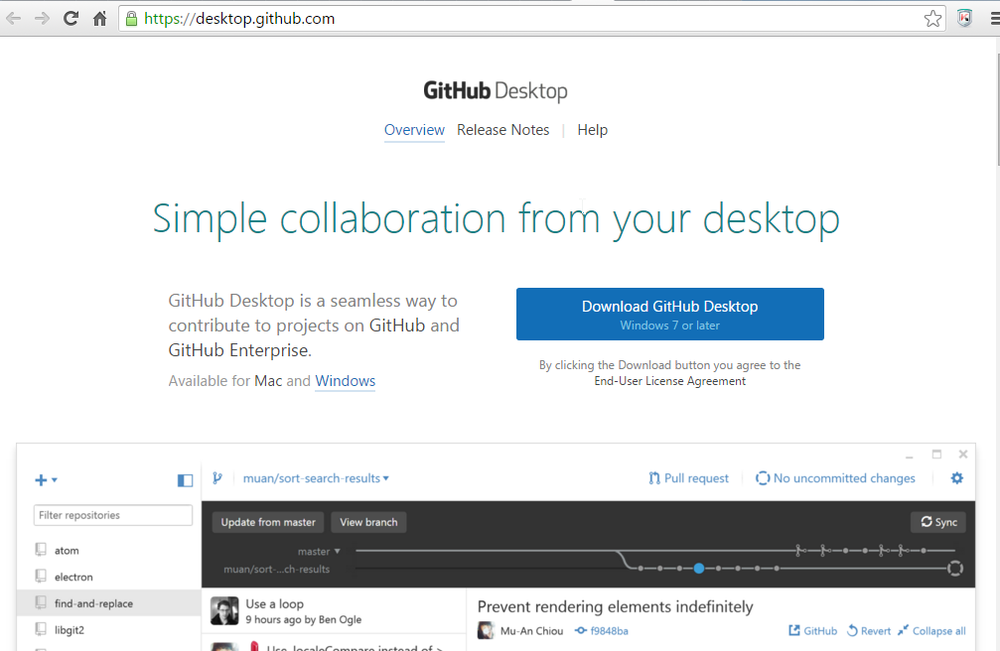 https://desktop.github.com
GitHub Desktop
Overview Release Notes | Help
Simple collaboration from your desktop
GitHub Desktop is a seamless way to
contribute to projects on GitHub and
GitHub Enterprise.
Available for Mac and Windows
Download GitHub Desktop
Windows 7 or later
By clicking the Download button you agree to the
End-User License Agreement
muan/sort-search-results
Pull request
No uncommitted changes
Filter repositories
atom
electron
find-and-replace
libgit2
Update from master
View branch
Sync
master
muan/sort-...ch-results
Use a loop
9 hours ago by Ben Ogle
Use .localeCompare instead of >
Prevent rendering elements indefinitely
Mu-An Chiou
f9848ba
GitHub
Revert
Collapse all